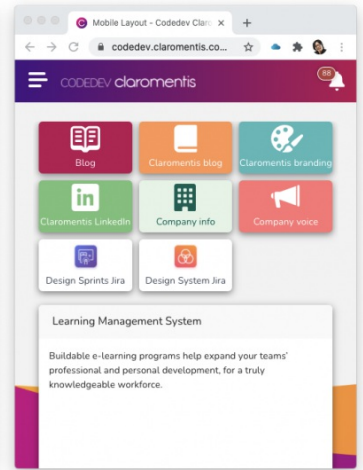 Mobile Layout - Codedev Claro
codedev.claromentis.co...
CODEDEV claromentis
88
Blog
Claromentis blog
Claromentis branding
in
Claromentis LinkedIn
Company info
Company voice
Design Sprints Jira
Design System Jira
Learning Management System
Buildable e-learning programs help expand your teams'
professional and personal development, for a truly
knowledgeable workforce.